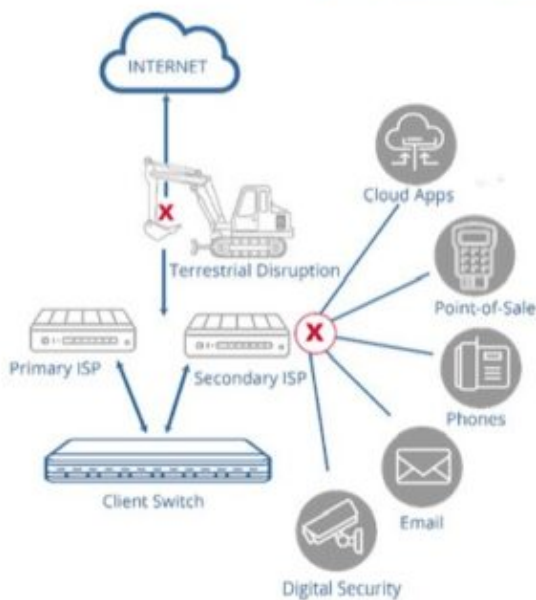 INTERNET
Cloud Apps
X
Terrestrial Disruption
Point-of-Sale
Primary ISP
Secondary ISP
X
Phones
Client Switch
Email
Digital Security